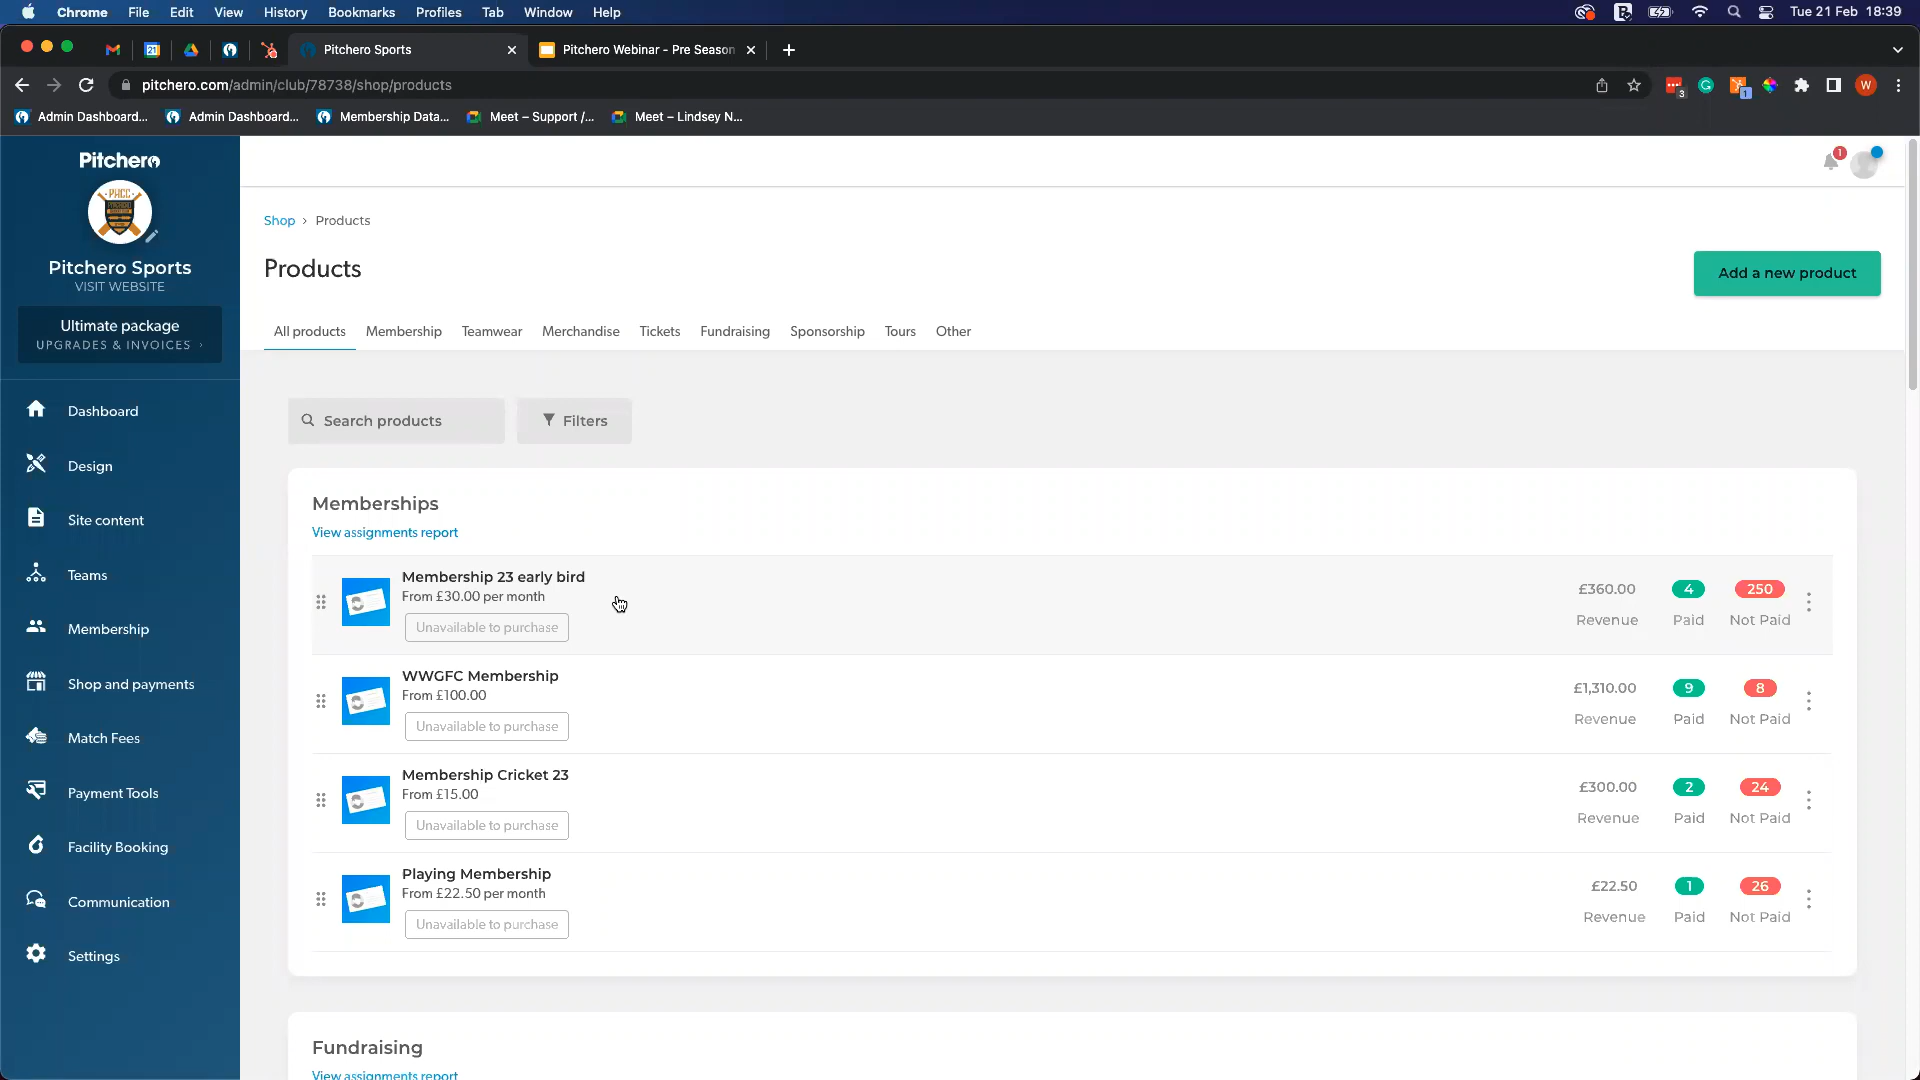 Chrome File Edit View History Bookmarks Profiles Tab Window Help
Tue 21 Feb 18:39
21
Pitchero Sports
Pitchero Webinar - Pre Season
pitchero.com/admin/club/78738/shop/products
3
1
W
Admin Dashboard...
Admin Dashboard...
Membership Data...
Meet – Support /...
Meet – Lindsey N...
Pitchero
PHCC
Pitchero Sports
VISIT WEBSITE
Ultimate package
UPGRADES & INVOICES ›
Dashboard
Design
Site content
Teams
Membership
Shop and payments
Match Fees
Payment Tools
Facility Booking
Communication
Settings
1
Shop › Products
Products
Add a new product
All products Membership Teamwear Merchandise Tickets Fundraising Sponsorship Tours Other
Search products
Filters
Memberships
View assignments report
Membership 23 early bird
From £30.00 per month
Unavailable to purchase
£360.00 4 250
Revenue Paid Not Paid
WWGFC Membership
From £100.00
Unavailable to purchase
£1,310.00 9 8
Revenue Paid Not Paid
Membership Cricket 23
From £15.00
Unavailable to purchase
£300.00 2 24
Revenue Paid Not Paid
Playing Membership
From £22.50 per month
Unavailable to purchase
£22.50 1 26
Revenue Paid Not Paid
Fundraising
View assignments report